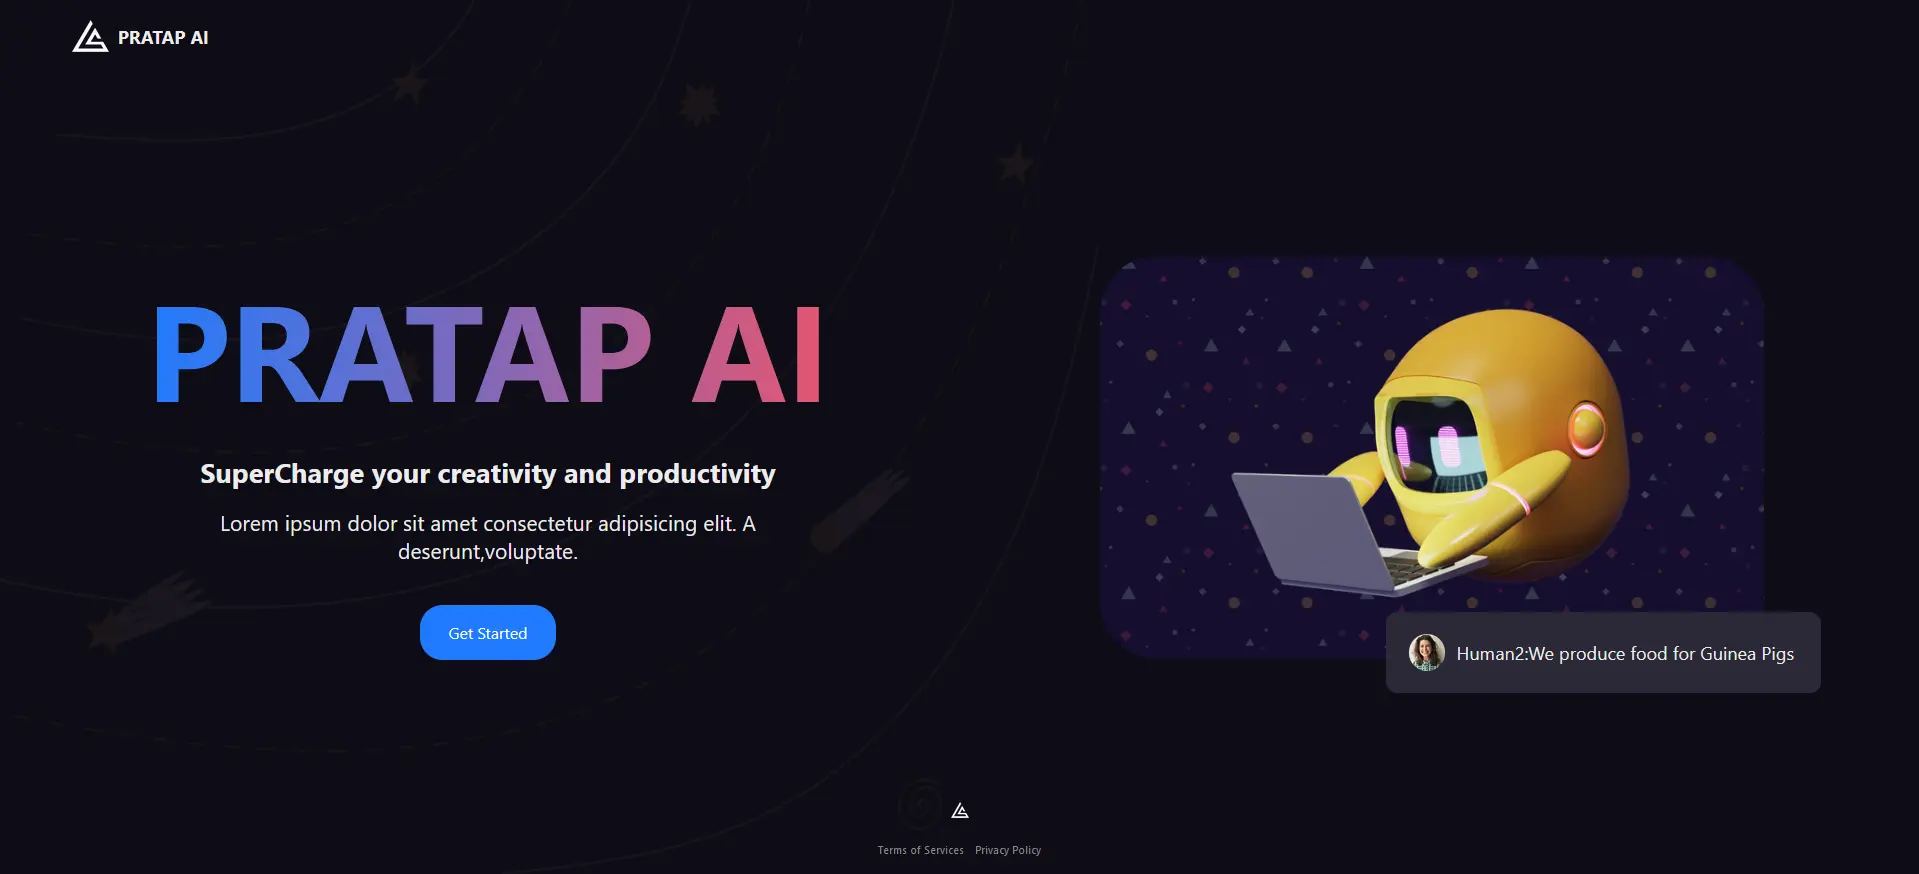 PRATAP AI
PRATAP AI
SuperCharge your creativity and productivity
Lorem ipsum dolor sit amet consectetur adipisicing elit. A
deserunt,voluptate.
Get Started
Human2:We produce food for Guinea Pigs
Terms of Services Privacy Policy